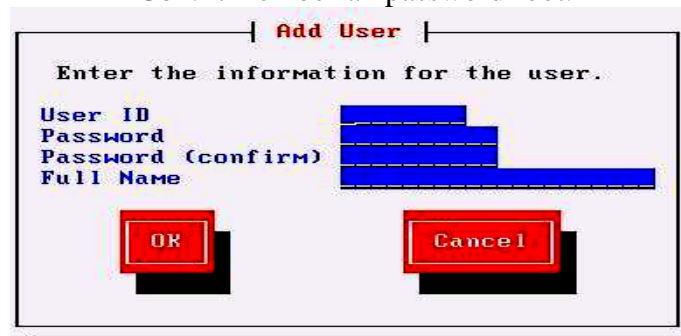 Add User
Enter the information for the user.
User ID
Password
Password (confirm)
Full Name
OK Cancel